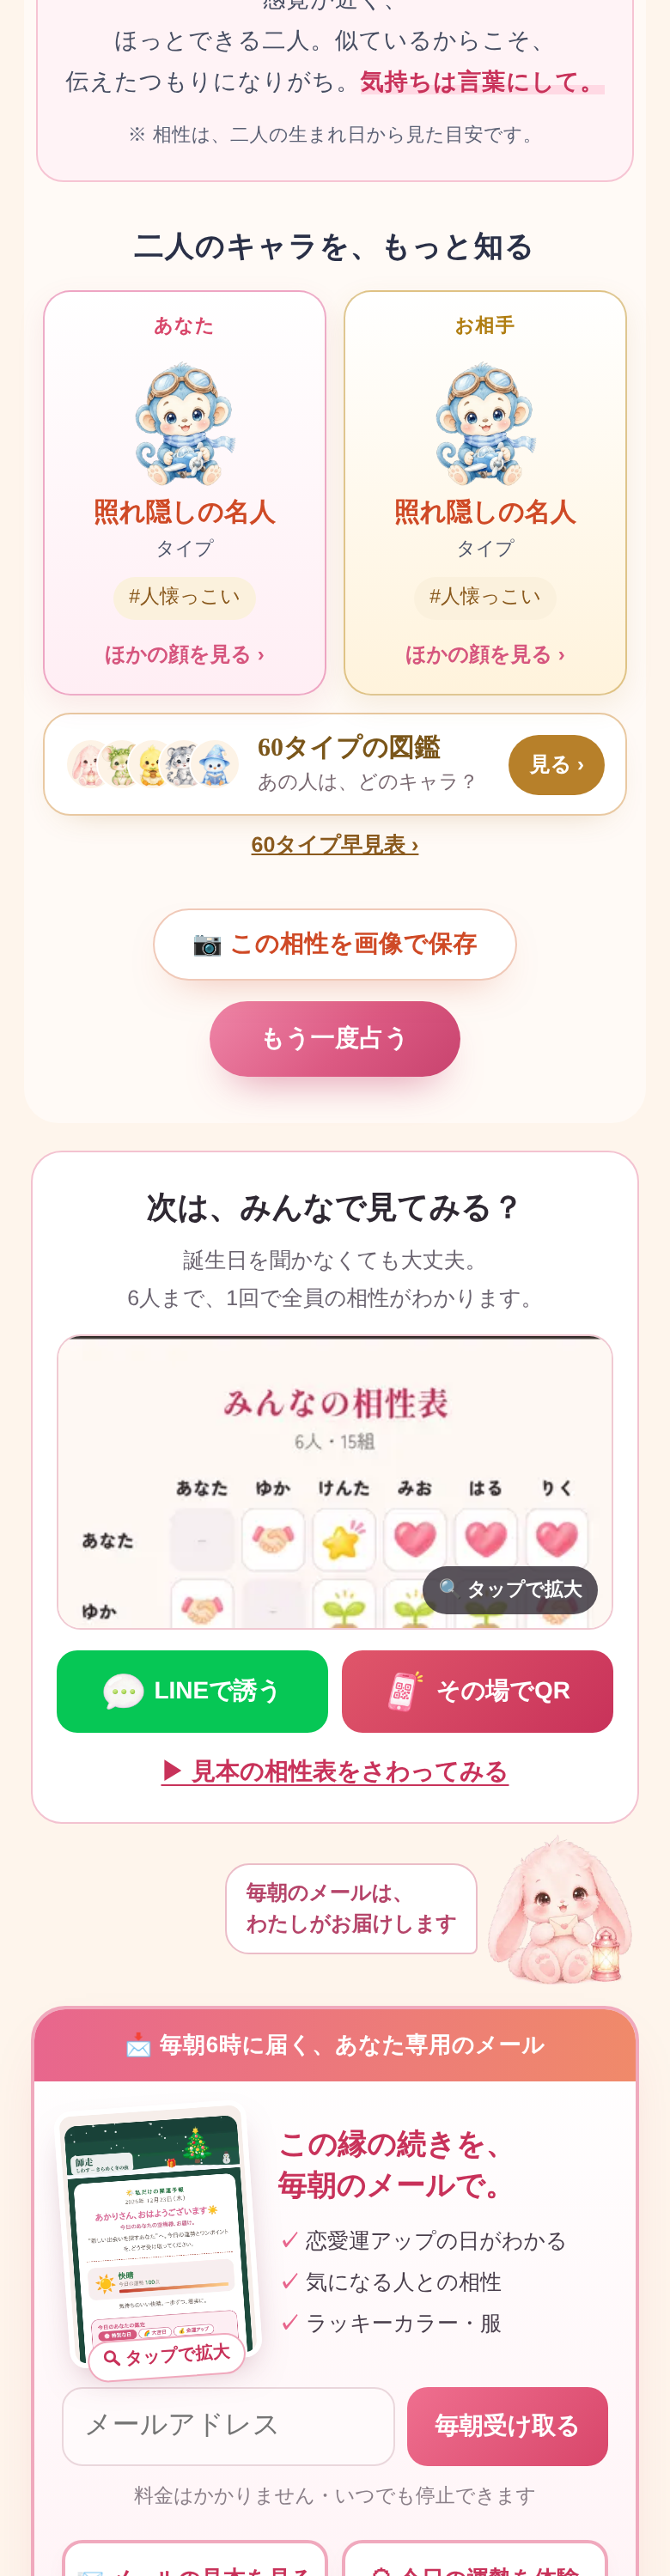 ほっとできる二人。似ているからこそ、
伝えたつもりになりがち。気持ちは言葉にして。
※ 相性は、二人の生まれ日から見た目安です。
二人のキャラを、もっと知る
あなた
照れ隠しの名人
タイプ
#人懐っこい
ほかの顔を見る ›
お相手
照れ隠しの名人
タイプ
#人懐っこい
ほかの顔を見る ›
60タイプの図鑑
あの人は、どのキャラ？
見る ›
60タイプ早見表 ›
この相性を画像で保存
もう一度占う
次は、みんなで見てみる？
誕生日を聞かなくても大丈夫。
6人まで、1回で全員の相性がわかります。
みんなの相性表
6人・15組
あなた ゆか けんた みお はる りく
あなた
ゆか
タップで拡大
LINEで誘う
その場でQR
▶ 見本の相性表をさわってみる
毎朝のメールは、
わたしがお届けします
毎朝6時に届く、あなた専用のメール
師走
あかりさん、おはようございます
快晴
タップで拡大
この縁の続きを、
毎朝のメールで。
✓ 恋愛運アップの日がわかる
✓ 気になる人との相性
✓ ラッキーカラー・服
メールアドレス
毎朝受け取る
料金はかかりません・いつでも停止できます